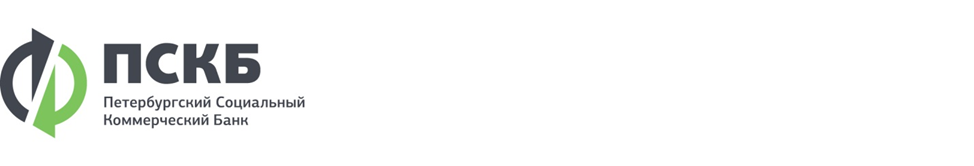 ПСКБ
Петербургский Социальный
Коммерческий Банк